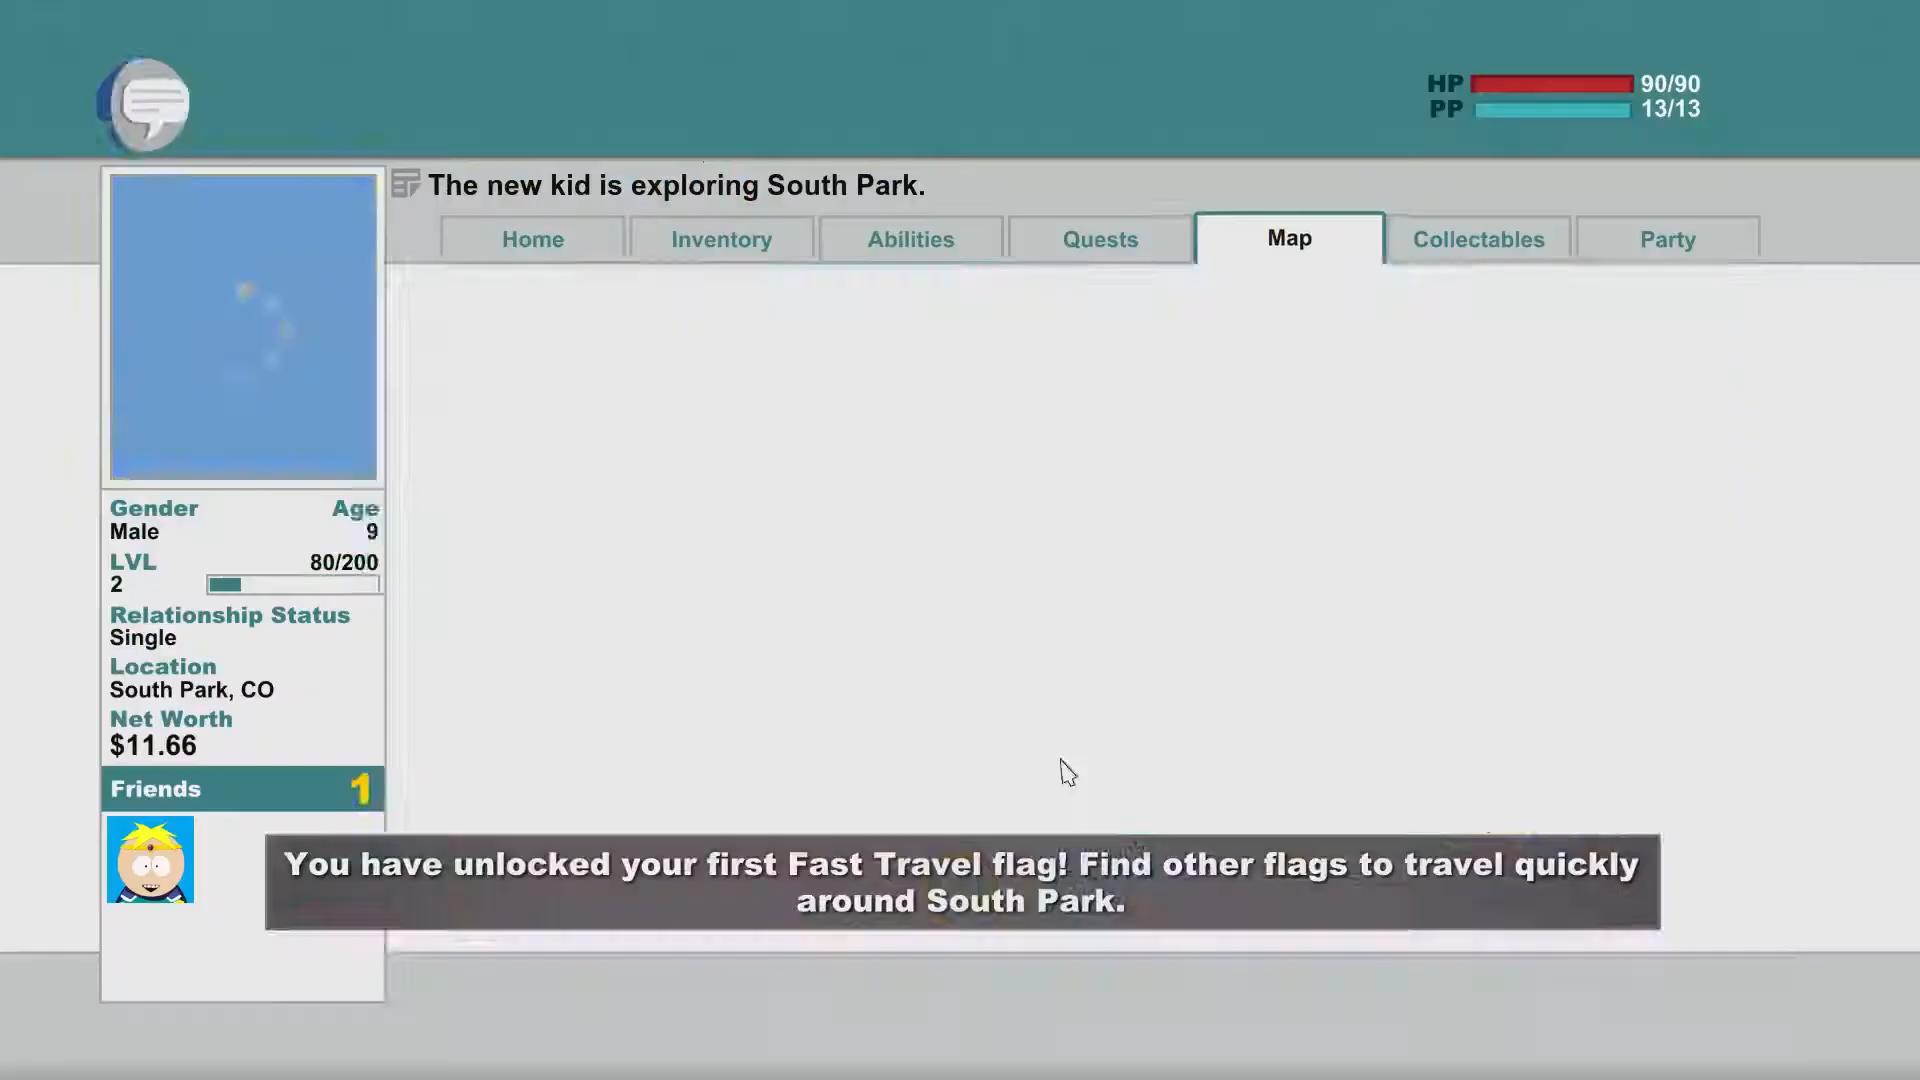 HP 90/90
PP 13/13
The new kid is exploring South Park.
Home Inventory Abilities Quests Map Collectables Party
Gender Age
Male 9
LVL 80/200
2
Relationship Status
Single
Location
South Park, CO
Net Worth
$11.66
Friends 1
You have unlocked your first Fast Travel flag! Find other flags to travel quickly
around South Park.